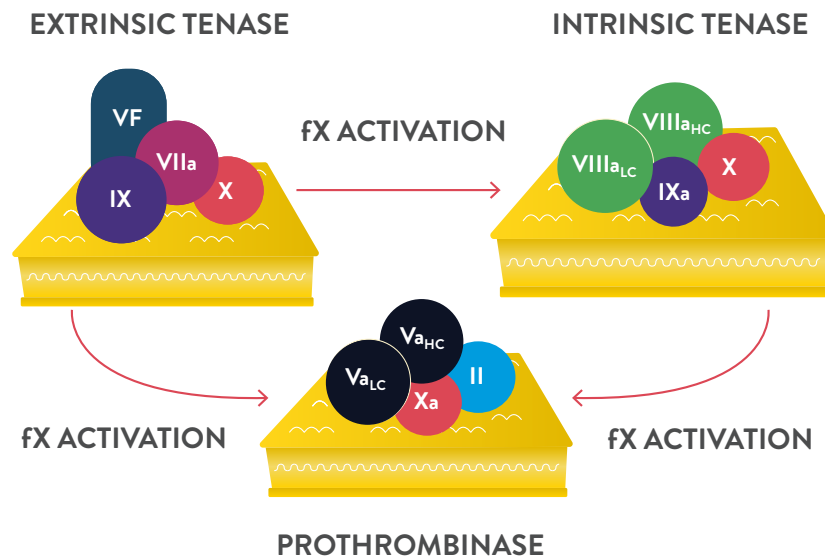 EXTRINSIC TENASE
INTRINSIC TENASE
VF
VIIa
IX
X
fX ACTIVATION
VIIIaHC
VIIIaLC
X
IXa
VaHC
VaLC
II
Xa
fX ACTIVATION
fX ACTIVATION
PROTHROMBINASE